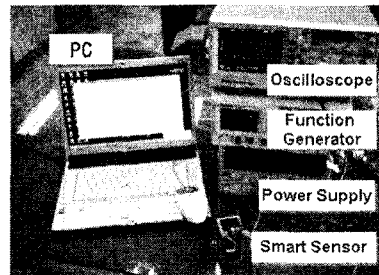 PC
Oscilloscope
Function
Generator
Power Supply
Smart Sensor